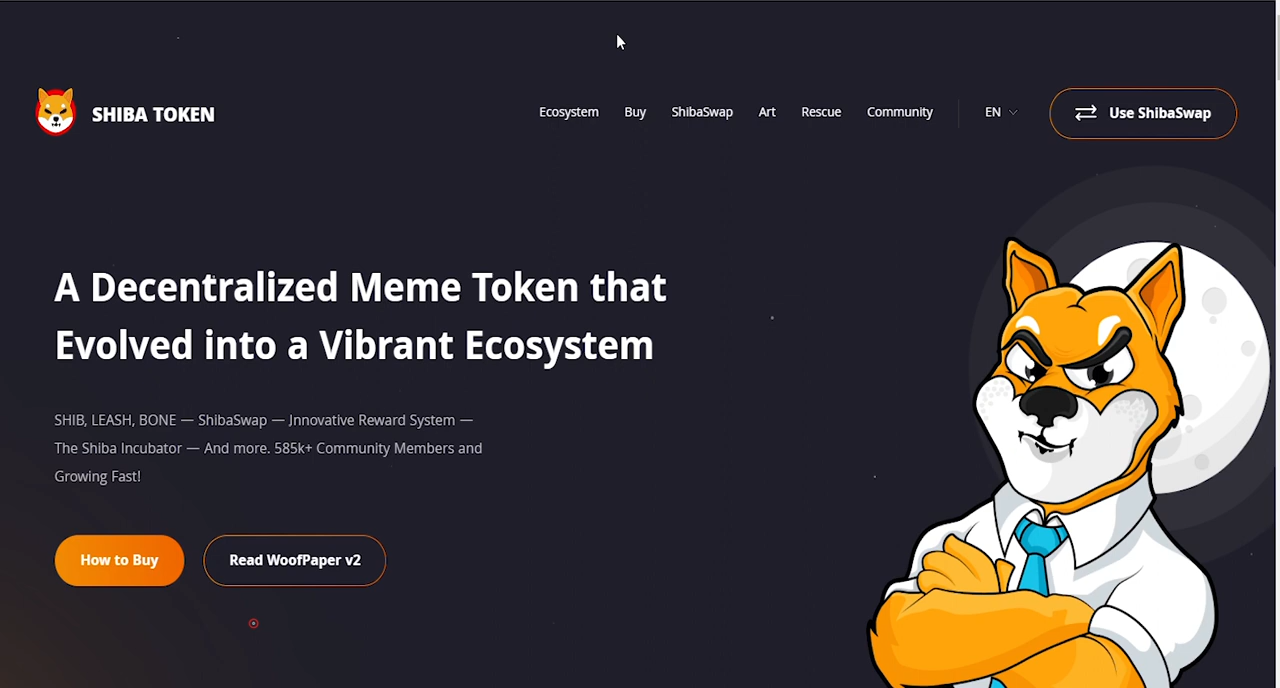 SHIBA TOKEN
Ecosystem Buy ShibaSwap Art Rescue Community EN Use ShibaSwap
A Decentralized Meme Token that
Evolved into a Vibrant Ecosystem
SHIB, LEASH, BONE — ShibaSwap — Jnnovative Reward System —
The Shiba Incubator — And more. 585k+ Community Members and
Growing Fast!
How to Buy Read WoofPaper v2